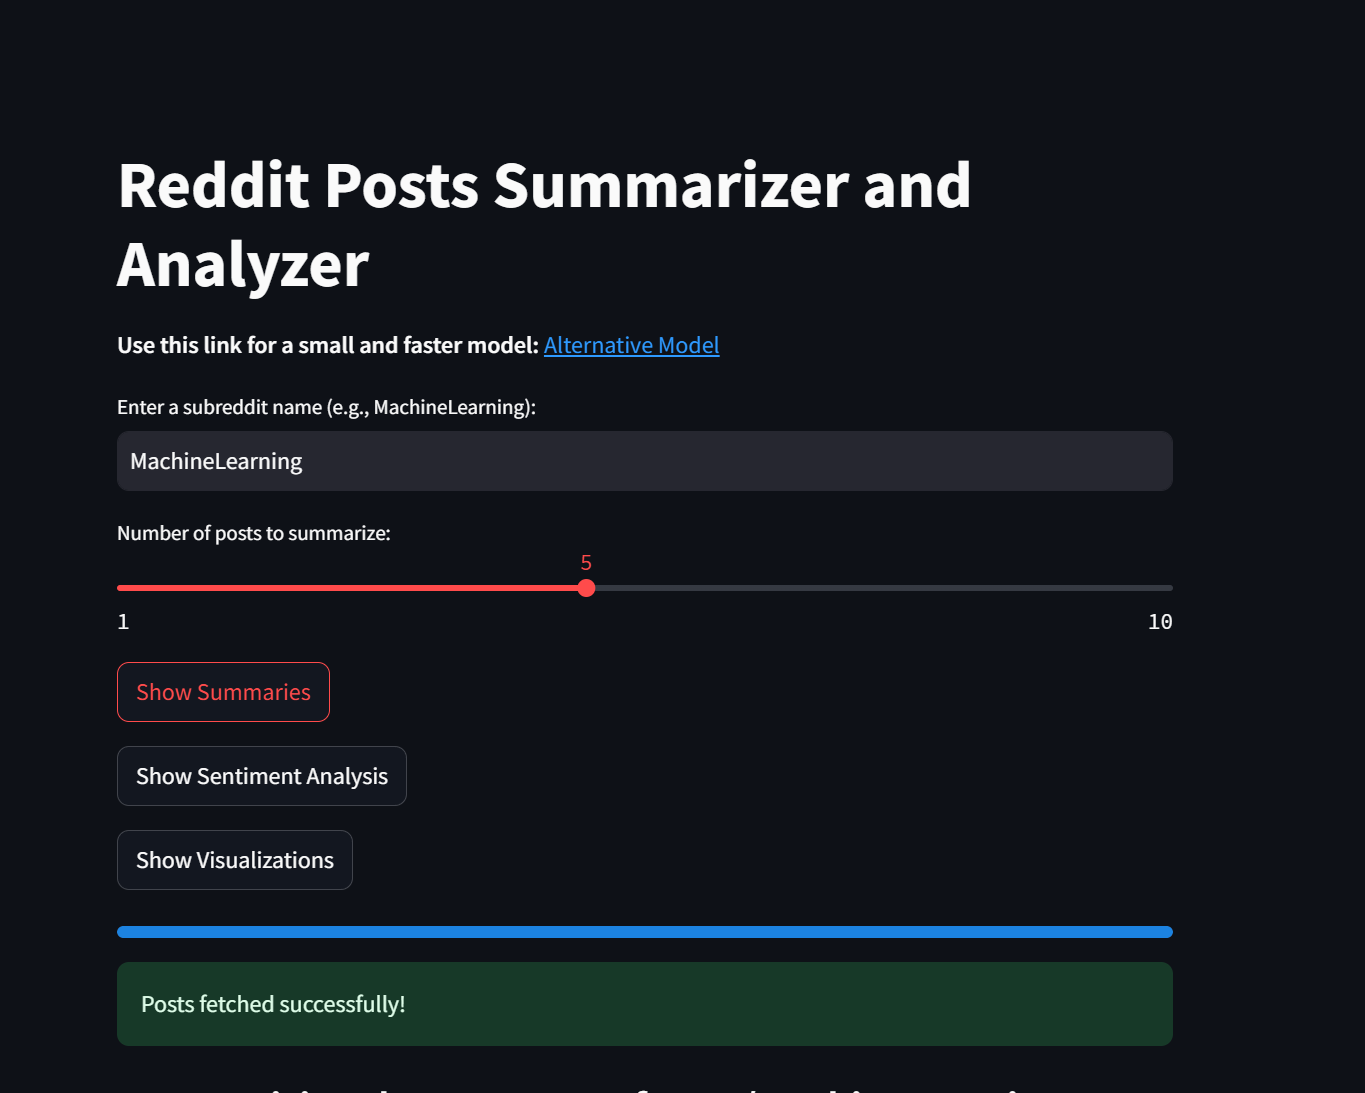 Reddit Posts Summarizer and
Analyzer
Use this link for a small and faster model: Alternative Model
Enter a subreddit name (e.g., MachineLearning):
MachineLearning
Number of posts to summarize:
5
1 10
Show Summaries
Show Sentiment Analysis
Show Visualizations
Posts fetched successfully!